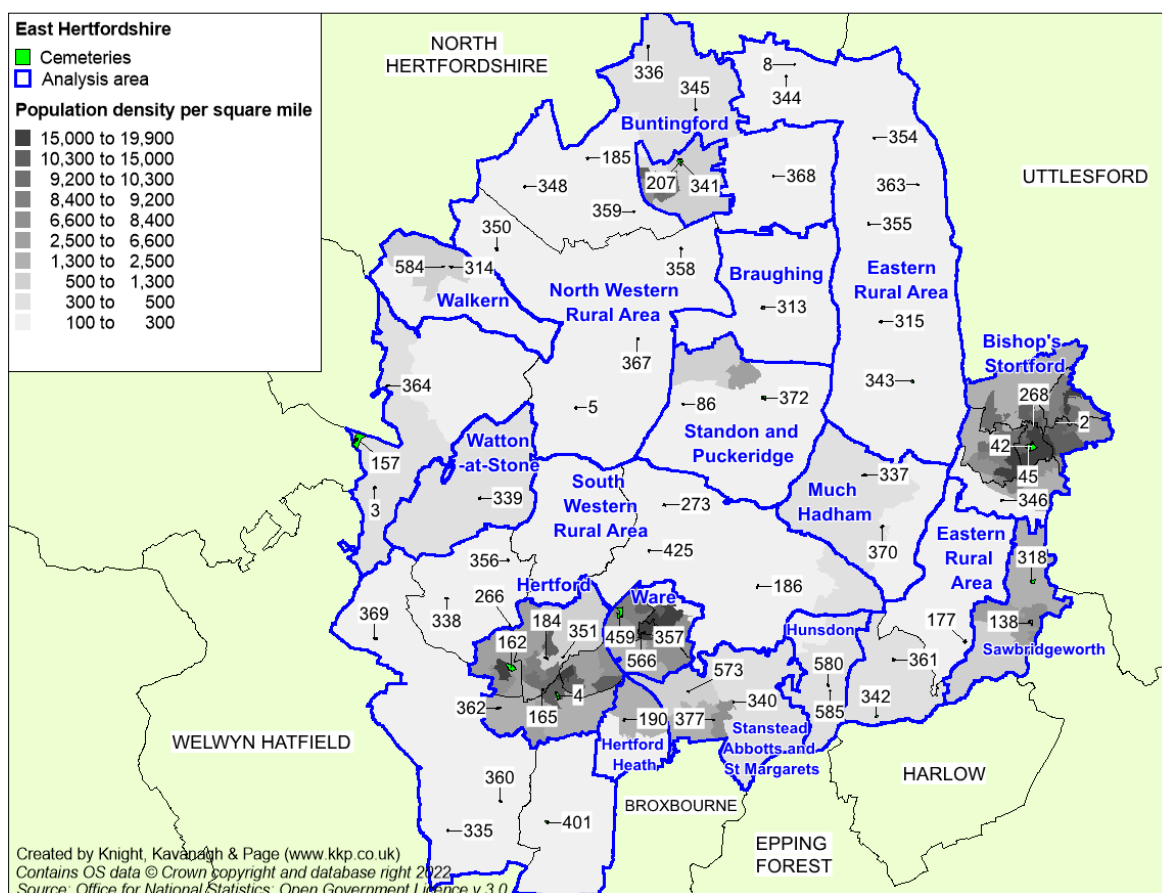 East Hertfordshire
Cemeteries
Analysis area
Population density per square mile
15,000 to 19,900
10,300 to 15,000
9,200 to 10,300
8,400 to 9,200
6,600 to 8,400
2,500 to 6,600
1,300 to 2,500
500 to 1,300
300 to 500
100 to 300
NORTH
HERTFORDSHIRE
336
8
345
344
Buntingford
354
185
207
341
368
348
363
UTTLESFORD
359
355
350
584
314
358
Braughing
Eastern
Rural Area
Walkern
North Western
Rural Area
313
315
367
Bishop's
Stortford
364
343
268
5
86
372
2
Standon and
Puckeridge
Watton
-at-Stone
42
157
45
337
3
339
South
Western
Rural Area
273
Much
Hadham
346
425
370
Eastern
Rural Area
318
356
Hertford
186
266
338
Ware
369
184
351
162
459
357
Hunsdon
177
138
Sawbridgeworth
566
573
580
361
362
4
165
340
585
342
190
377
Hertford
Heath
Stanstead
Abbotts and
St Margarets
WELWYN HATFIELD
HARLOW
360
BROXBOURNE
401
335
EPPING
FOREST
Created by Knight, Kavanagh & Page (www.kkp.co.uk)
Contains OS data © Crown copyright and database right 2022
Source: Office for National Statistics: Open Government Licence v.3.0